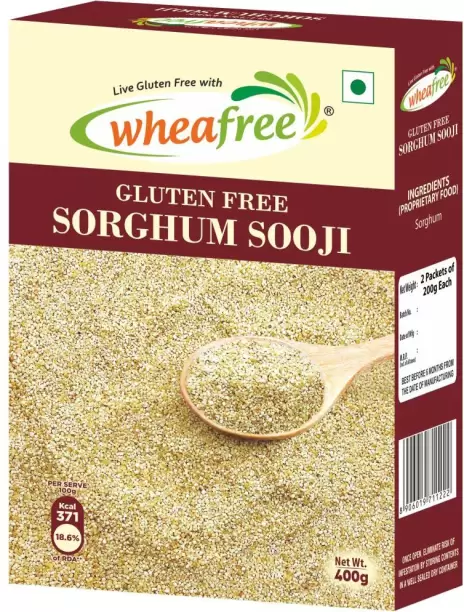 Live Gluten Free with
wheafree®
GLUTEN FREE
SORGHUM SOOJI
PER SERVE
100g
Kcal
371
18.6%
of RDA**
Net Wt.
400g
wheafree
GLUTEN FREE
SORGHUM SOOJI
INGREDIENTS
(PROPRIETARY FOOD)
Sorghum
Net Weight : 2 Packets of
200g Each
Batch No. :
Date of Mfg. :
M.R.P. :
BEST BEFORE 6 MONTHS FROM
THE DATE OF MANUFACTURING
8906019711222
ONCE OPEN, ELIMINATE RISK OF
INFESTATION BY STORING CONTENTS
IN A WELL SEALED DRY CONTAINER